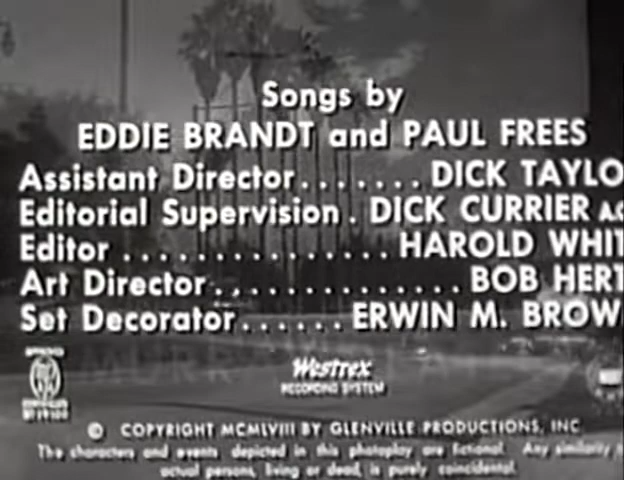 Songs by
EDDIE BRANDT and PAUL FREES
Assistant Director....... DICK TAYLO
Editorial Supervision. DICK CURRIER A.C
Editor ............... HAROLD WHIT
Art Director.............. BOB HERT
Set Decorator...... ERWIN M. BROW
Westrex
RECORDING SYSTEM
© COPYRIGHT MCMLVIII BY GLENVILLE PRODUCTIONS, INC
The characters and events depicted in this photoplay are fictional. Any similarity
actual persons, living or dead, is purely coincidental.